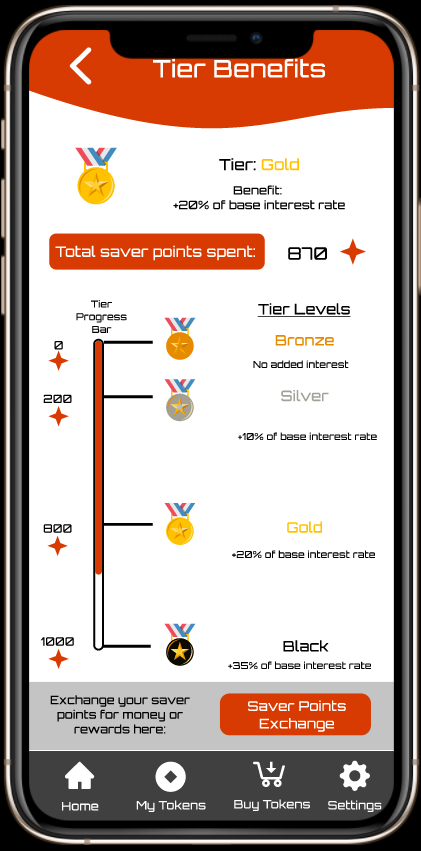 Tier Benefits
Tier: Gold
Benefit:
+20% of base interest rate
Total saver points spent: 870
Tier
Progress
Bar
Tier Levels
0
Bronze
No added interest
200
Silver
+10% of base interest rate
800
Gold
+20% of base interest rate
1000
Black
+35% of base interest rate
Exchange your saver
points for money or
rewards here:
Saver Points
Exchange
Home
My Tokens
Buy Tokens
Settings